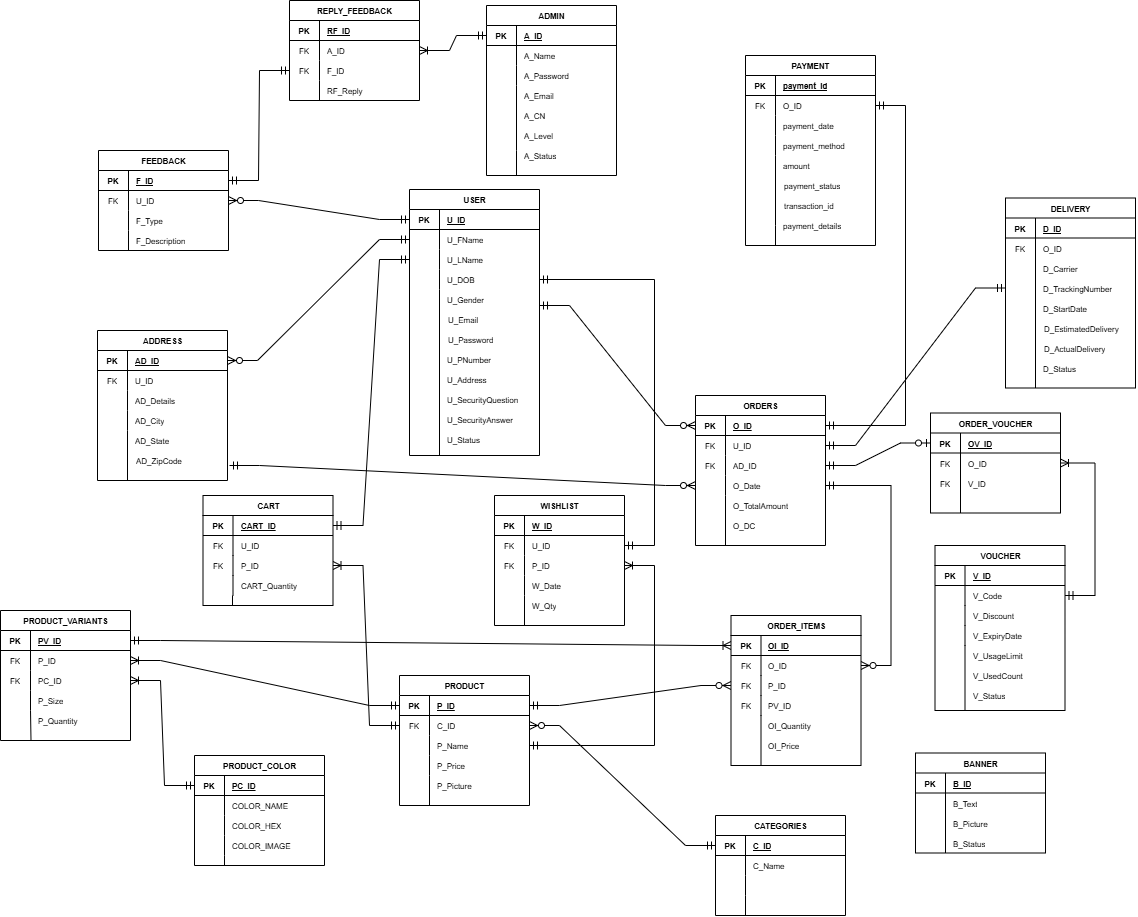 REPLY_FEEDBACK
PK RF_ID
FK A_ID
FK F_ID
RF_Reply
ADMIN
PK A_ID
A_Name
A_Password
A_Email
A_CN
A_Level
A_Status
PAYMENT
PK payment_id
FK O_ID
payment_date
payment_method
amount
payment_status
transaction_id
payment_details
FEEDBACK
PK F_ID
FK U_ID
F_Type
F_Description
USER
PK U_ID
U_FName
U_LName
U_DOB
U_Gender
U_Email
U_Password
U_PNumber
U_Address
U_SecurityQuestion
U_SecurityAnswer
U_Status
DELIVERY
PK D_ID
FK O_ID
D_Carrier
D_TrackingNumber
D_StartDate
D_EstimatedDelivery
D_ActualDelivery
D_Status
ADDRESS
PK AD_ID
FK U_ID
AD_Details
AD_City
AD_State
AD_ZipCode
ORDERS
PK O_ID
FK U_ID
FK AD_ID
O_Date
O_TotalAmount
O_DC
ORDER_VOUCHER
PK OV_ID
FK O_ID
FK V_ID
CART
PK CART_ID
FK U_ID
FK P_ID
CART_Quantity
WISHLIST
PK W_ID
FK U_ID
FK P_ID
W_Date
W_Qty
VOUCHER
PK V_ID
V_Code
V_Discount
V_ExpiryDate
V_UsageLimit
V_UsedCount
V_Status
PRODUCT_VARIANTS
PK PV_ID
FK P_ID
FK PC_ID
P_Size
P_Quantity
ORDER_ITEMS
PK OI_ID
FK O_ID
FK P_ID
FK PV_ID
OI_Quantity
OI_Price
PRODUCT
PK P_ID
FK C_ID
P_Name
P_Price
P_Picture
PRODUCT_COLOR
PK PC_ID
COLOR_NAME
COLOR_HEX
COLOR_IMAGE
BANNER
PK B_ID
B_Text
B_Picture
B_Status
CATEGORIES
PK C_ID
C_Name